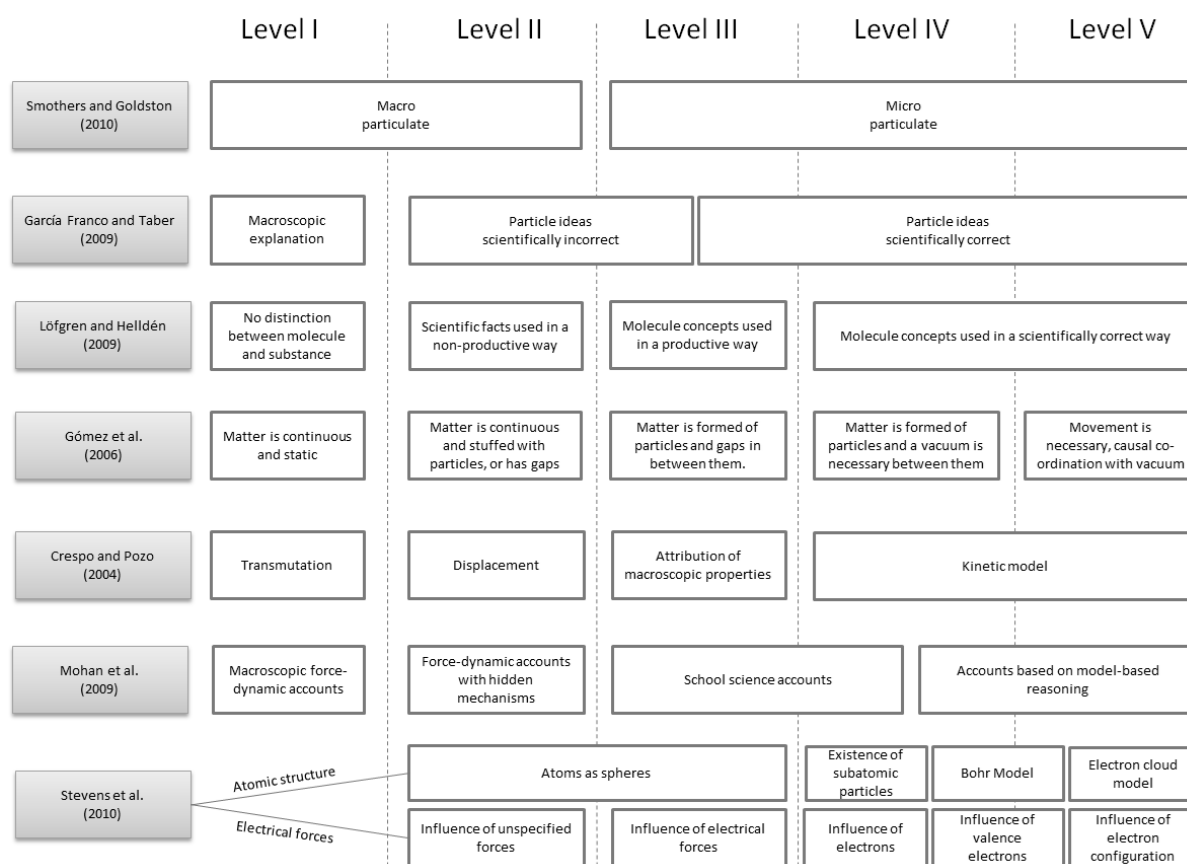 Level I
Level II
Level III
Level IV
Level V
Smothers and Goldston
(2010)
Macro
particulate
Micro
particulate
García Franco and Taber
(2009)
Macroscopic
explanation
Particle ideas
scientifically incorrect
Particle ideas
scientifically correct
Löfgren and Helldén
(2009)
No distinction
between molecule
and substance
Scientific facts used in a
non-productive way
Molecule concepts used
in a productive way
Molecule concepts used in a scientifically correct way
Gómez et al.
(2006)
Matter is continuous
and static
Matter is continuous
and stuffed with
particles, or has gaps
Matter is formed of
particles and gaps in
between them.
Matter is formed of
particles and a vacuum is
necessary between them
Movement is
necessary, causal co-
ordination with vacuum
Crespo and Pozo
(2004)
Transmutation
Displacement
Attribution of
macroscopic properties
Kinetic model
Mohan et al.
(2009)
Macroscopic force-
dynamic accounts
Force-dynamic accounts
with hidden
mechanisms
School science accounts
Accounts based on model-based
reasoning
Stevens et al.
(2010)
Atomic structure
Atoms as spheres
Existence of
subatomic
particles
Bohr Model
Electron cloud
model
Electrical forces
Influence of unspecified
forces
Influence of electrical
forces
Influence of
electrons
Influence of
valence
electrons
Influence of
electron
configuration